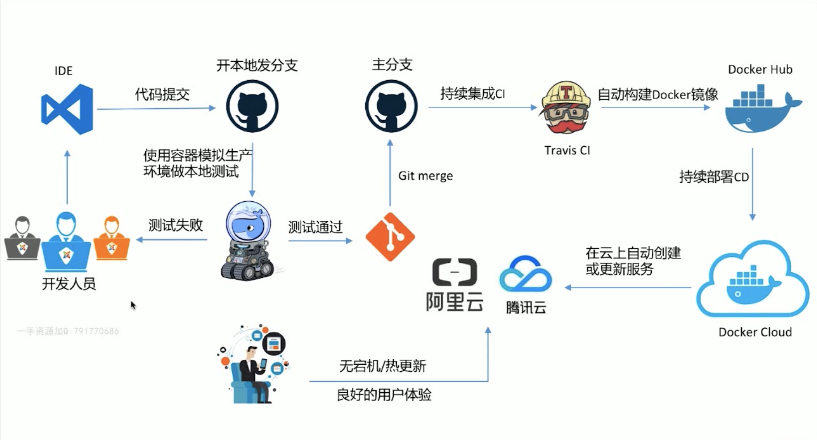 IDE
开本地发分支
主分支
Docker Hub
代码提交
持续集成CI
自动构建Docker镜像
Travis CI
使用容器模拟生产
环境做本地测试
Git merge
持续部署CD
测试失败
测试通过
开发人员
在云上自动创建
或更新服务
阿里云
腾讯云
Docker Cloud
一手资源加Q:791770686
无宕机/热更新
良好的用户体验